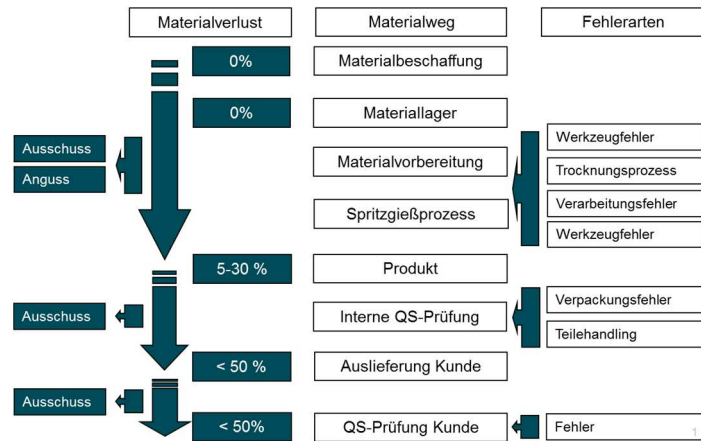 Materialverlust
Materialweg
Fehlerarten
0%
Materialbeschaffung
0%
Materiallager
Ausschuss
Anguss
Materialvorbereitung
Spritzgießprozess
Werkzeugfehler
Trocknungsprozess
Verarbeitungsfehler
Werkzeugfehler
5-30 %
Produkt
Ausschuss
Interne QS-Prüfung
Verpackungsfehler
Teilehandling
< 50 %
Auslieferung Kunde
Ausschuss
< 50%
QS-Prüfung Kunde
Fehler
1